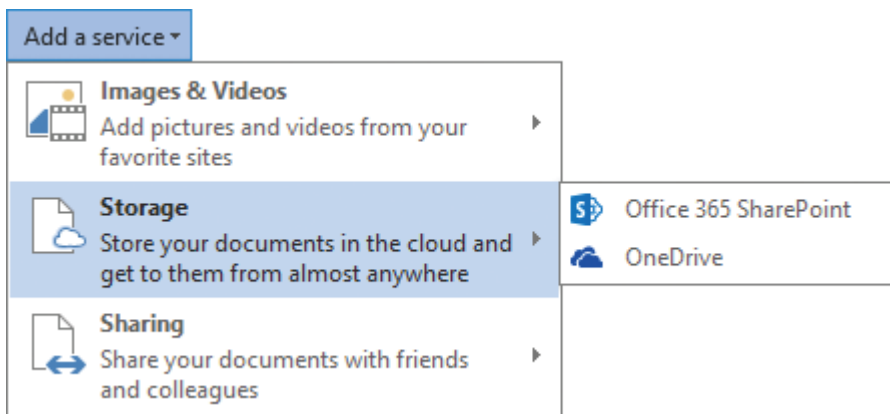 Add a service
Images & Videos
Add pictures and videos from your
favorite sites
Storage
Store your documents in the cloud and
get to them from almost anywhere
Office 365 SharePoint
OneDrive
Sharing
Share your documents with friends
and colleagues